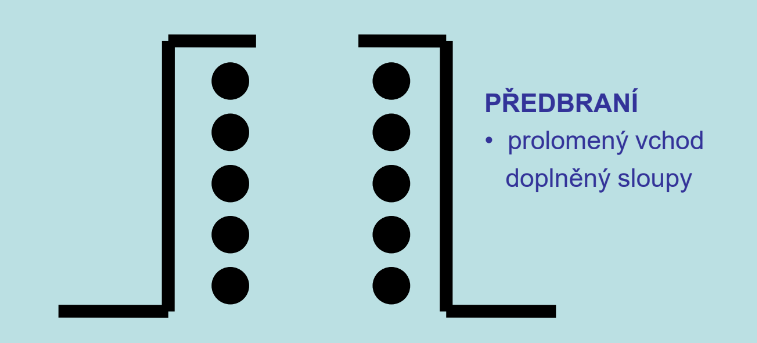 PŘEDBRANÍ
• prolomený vchod
doplněný sloupy